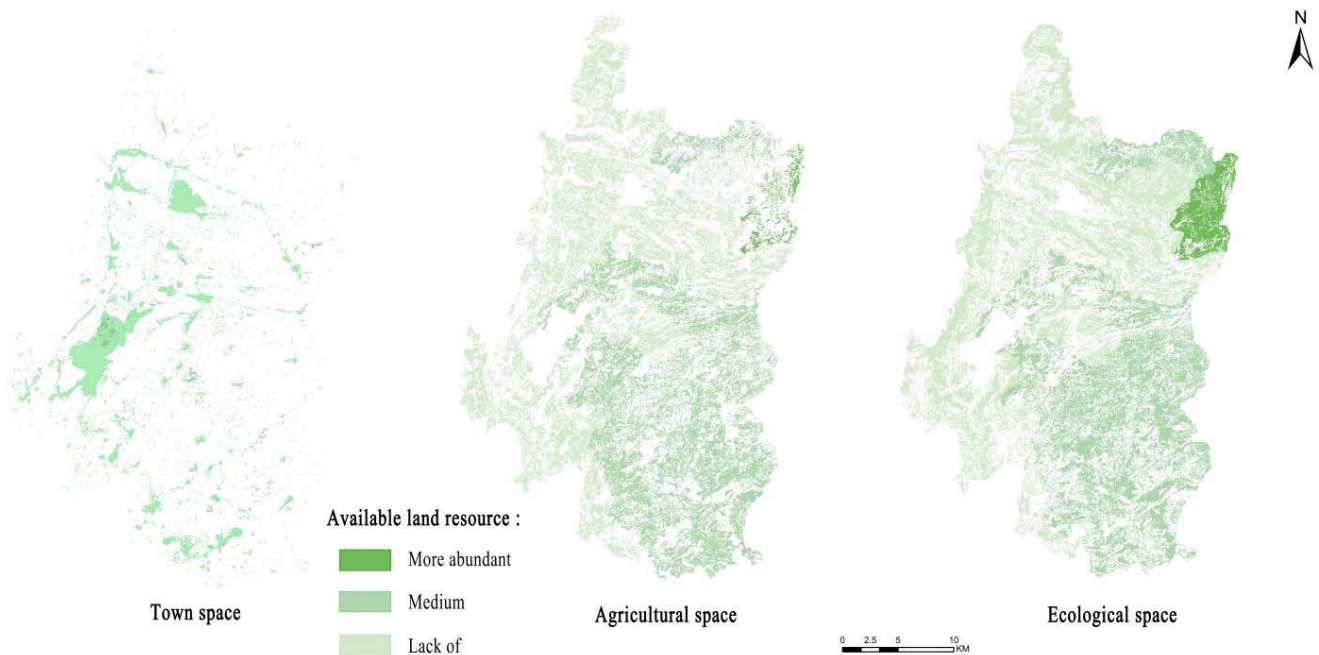 N
Available land resource :
More abundant
Medium
Lack of
Town space
Agricultural space
Ecological space
0 2.5 5 10
KM